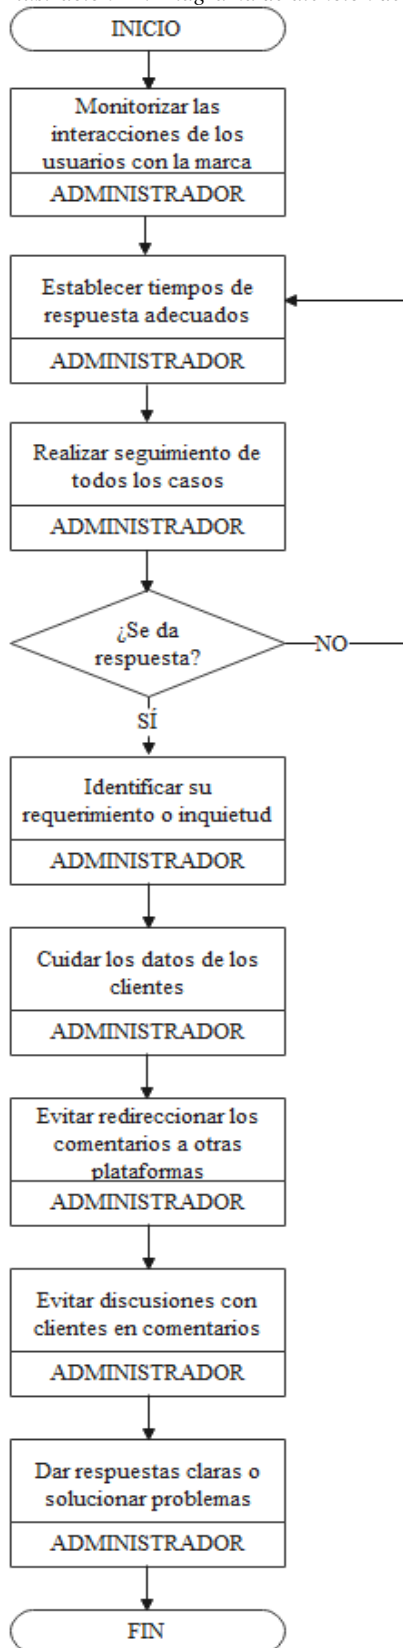 INICIO
Monitorizar las
interacciones de los
usuarios con la marca
ADMINISTRADOR
Establecer tiempos de
respuesta adecuados
ADMINISTRADOR
Realizar seguimiento de
todos los casos
ADMINISTRADOR
¿Se da
respuesta?
NO
SÍ
Identificar su
requerimiento o inquietud
ADMINISTRADOR
Cuidar los datos de los
clientes
ADMINISTRADOR
Evitar redireccionar los
comentarios a otras
plataformas
ADMINISTRADOR
Evitar discusiones con
clientes en comentarios
ADMINISTRADOR
Dar respuestas claras o
solucionar problemas
ADMINISTRADOR
FIN